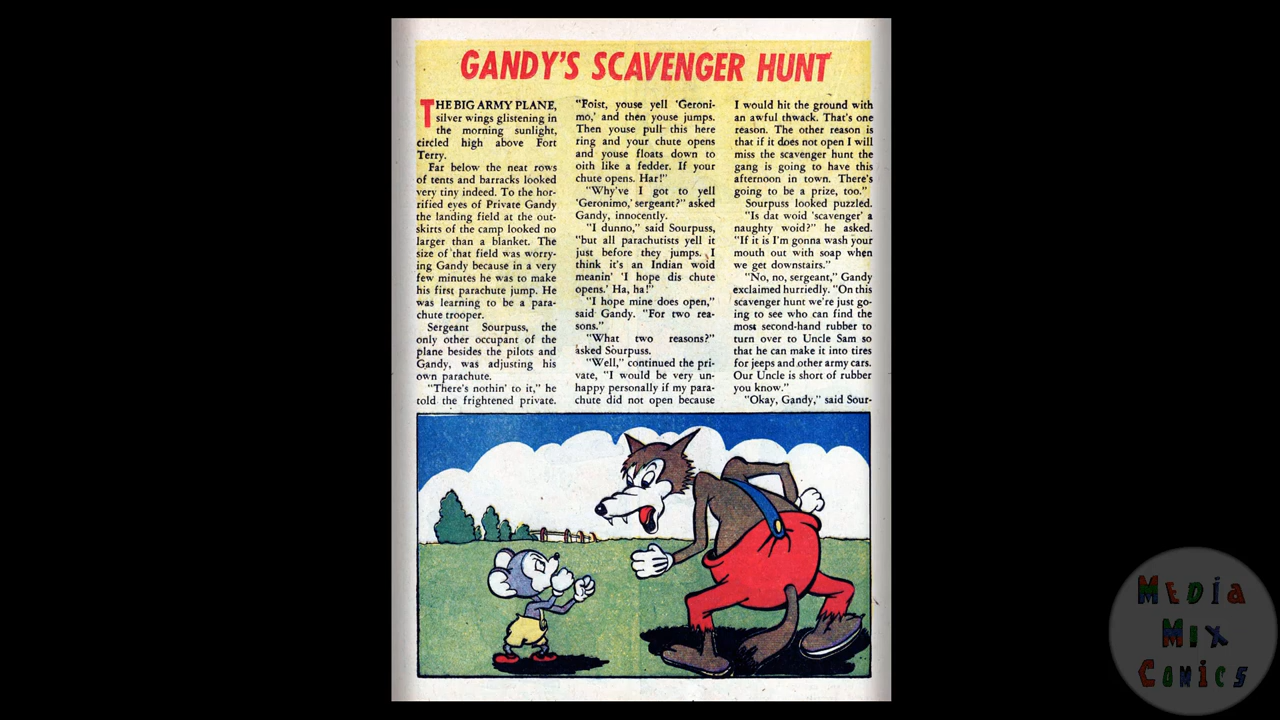 GANDY'S SCAVENGER HUNT
THE BIG ARMY PLANE,
silver wings glistening in
the morning sunlight,
circled high above Fort
Terry.
Far below the neat rows
of tents and barracks looked
very tiny indeed. To the hor-
rified eyes of Private Gandy
the landing field at the out-
skirts of the camp looked no
larger than a blanket. The
size of that field was worry-
ing Gandy because in a very
few minutes he was to make
his first parachute jump. He
was learning to be a para-
chute trooper.
Sergeant Sourpuss, the
only other occupant of the
plane besides the pilots and
Gandy, was adjusting his
own parachute.
"There's nothin' to it," he
told the frightened private.
"Foist, youse yell 'Geroni-
mo,' and then youse jumps.
Then youse pull this here
ring and your chute opens
and youse floats down to
oith like a fedder. If your
chute opens. Har!"
"Why've I got to yell
'Geronimo,' sergeant?" asked
Gandy, innocently.
"I dunno," said Sourpuss,
"but all parachutists yell it
just before they jumps. I
think it's an Indian woid
meanin' 'I hope dis chute
opens.' Ha, ha!"
"I hope mine does open,"
said Gandy. "For two rea-
sons."
"What two reasons?"
asked Sourpuss.
"Well," continued the pri-
vate, "I would be very un-
happy personally if my para-
chute did not open because
I would hit the ground with
an awful thwack. That's one
reason. The other reason is
that if it does not open I will
miss the scavenger hunt the
gang is going to have this
afternoon in town. There's
going to be a prize, too."
Sourpuss looked puzzled.
"Is dat woid 'scavenger' a
naughty woid?" he asked.
"If it is I'm gonna wash your
mouth out with soap when
we get downstairs."
"No, no, sergeant," Gandy
exclaimed hurriedly. "On this
scavenger hunt we're just go-
ing to see who can find the
most second-hand rubber to
turn over to Uncle Sam so
that he can make it into tires
for jeeps and other army cars.
Our Uncle is short of rubber
you know."
"Okay, Gandy," said Sour-
MEDIA
MIX
COMICS